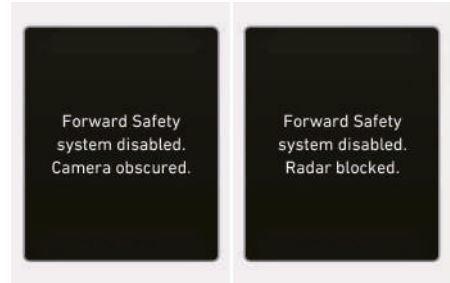 Forward Safety
system disabled.
Camera obscured.
Forward Safety
system disabled.
Radar blocked.